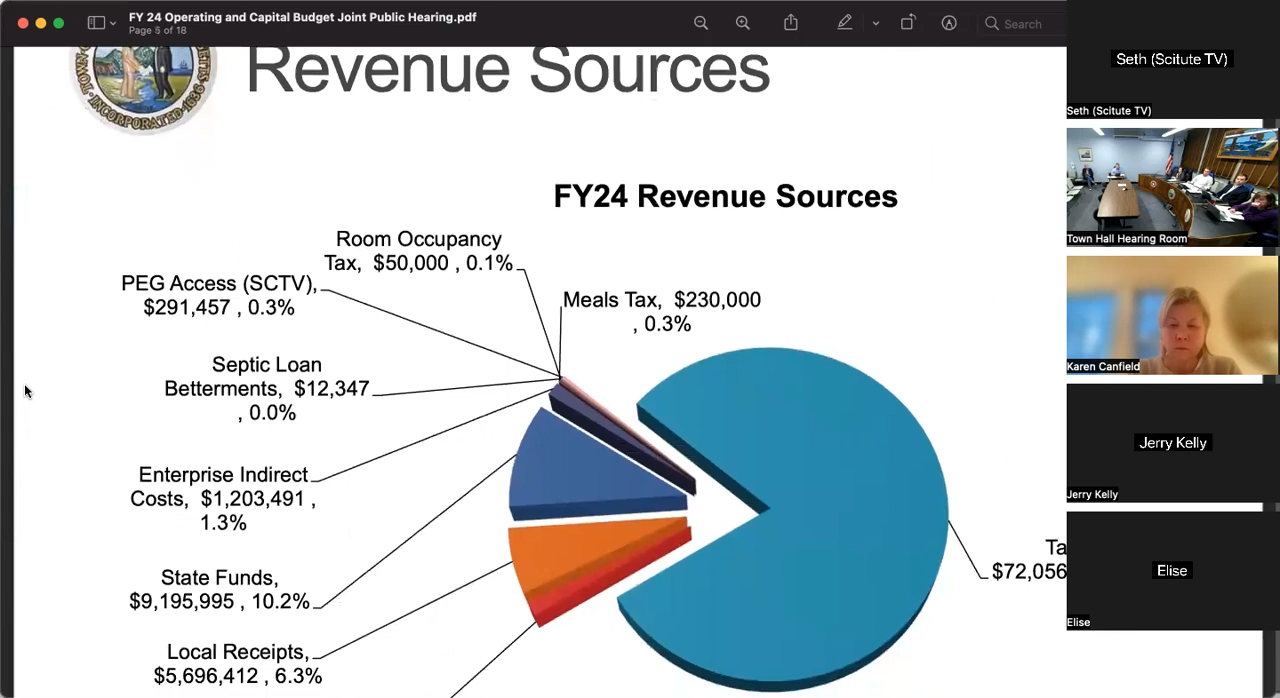 FY 24 Operating and Capital Budget Joint Public Hearing.pdf
Page 5 of 18
Search
INCORPORATED 1636
Revenue Sources
FY24 Revenue Sources
Room Occupancy
Tax, $50,000 , 0.1%
PEG Access (SCTV),
$291,457 , 0.3%
Meals Tax, $230,000
, 0.3%
Septic Loan
Betterments, $12,347
, 0.0%
Enterprise Indirect
Costs, $1,203,491 ,
1.3%
State Funds,
$9,195,995 , 10.2%
Local Receipts,
$5,696,412 , 6.3%
Ta
$72,056
Seth (Scitute TV)
Seth (Scitute TV)
Town Hall Hearing Room
Karen Canfield
Jerry Kelly
Jerry Kelly
Elise
Elise